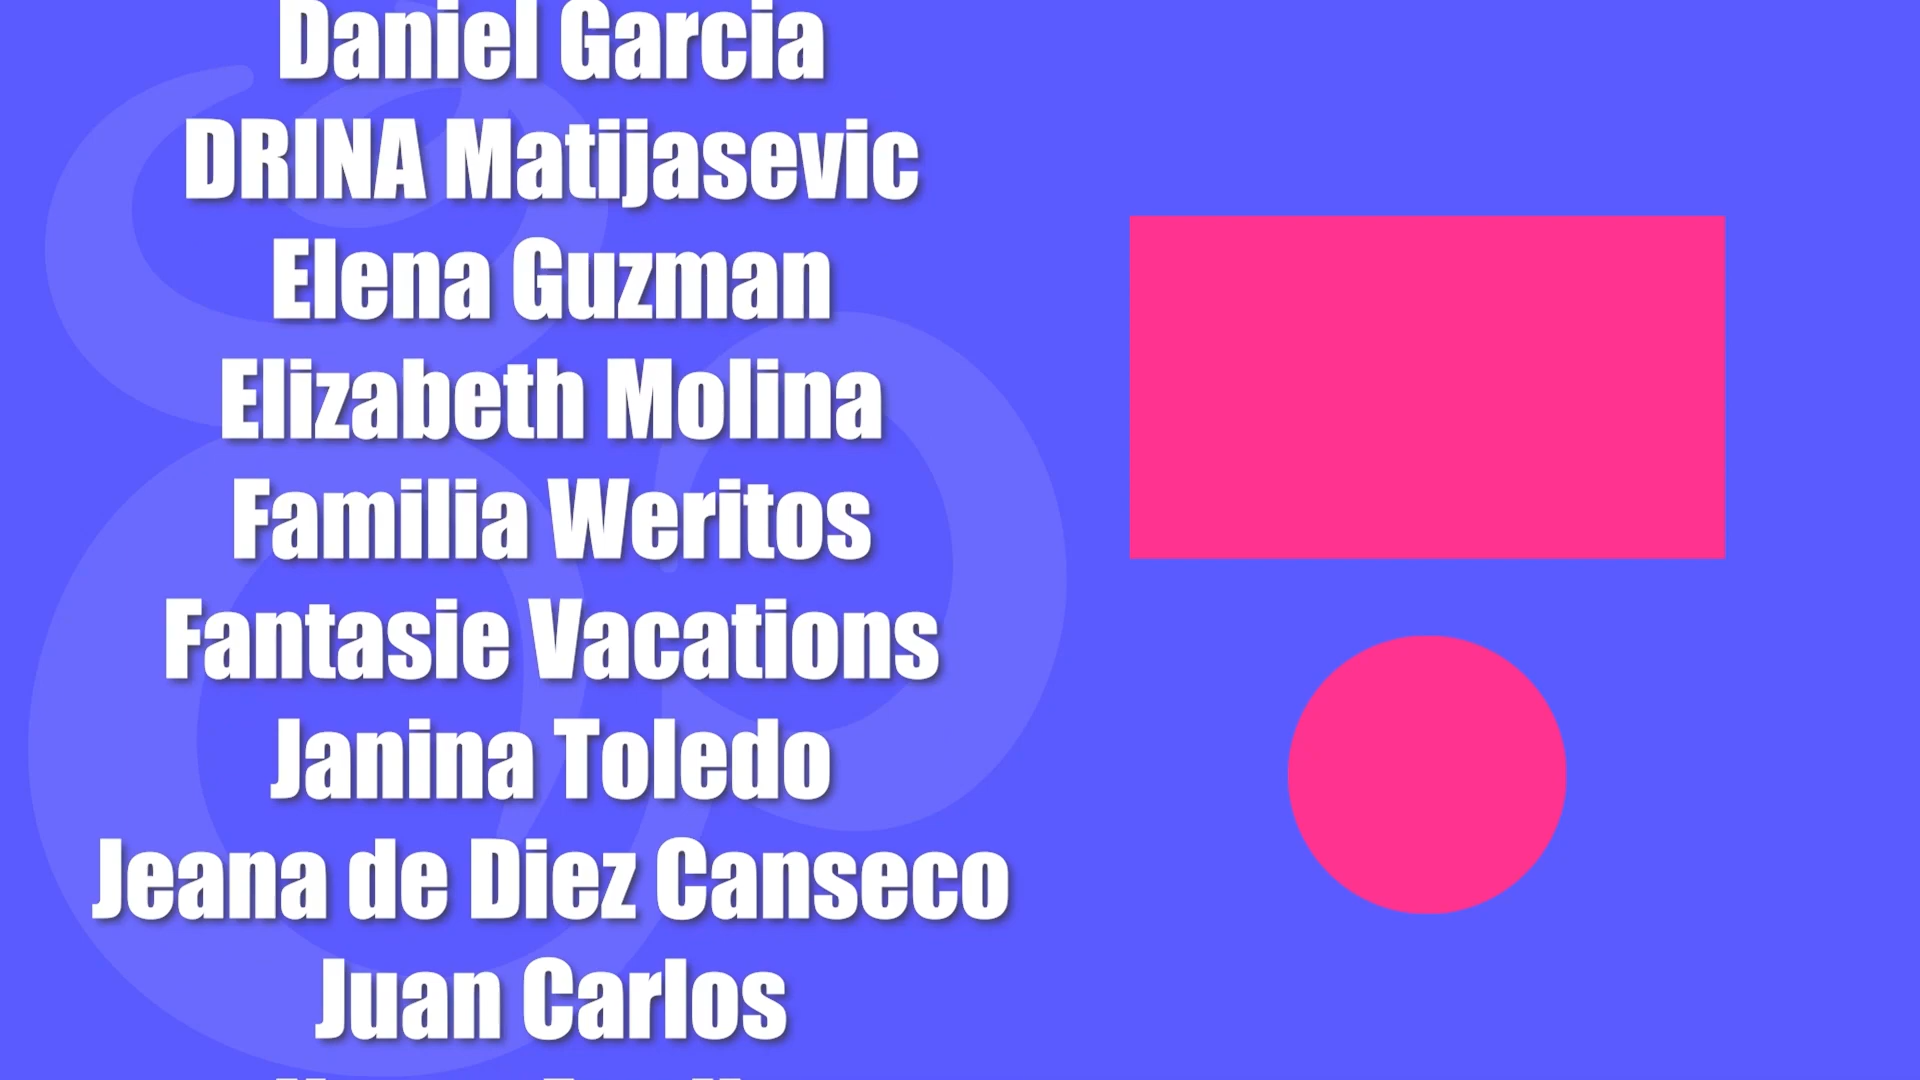 Daniel Garcia
DRINA Matijasevic
Elena Guzman
Elizabeth Molina
Familia Weritos
Fantasie Vacations
Janina Toledo
Jeana de Diez Canseco
Juan Carlos